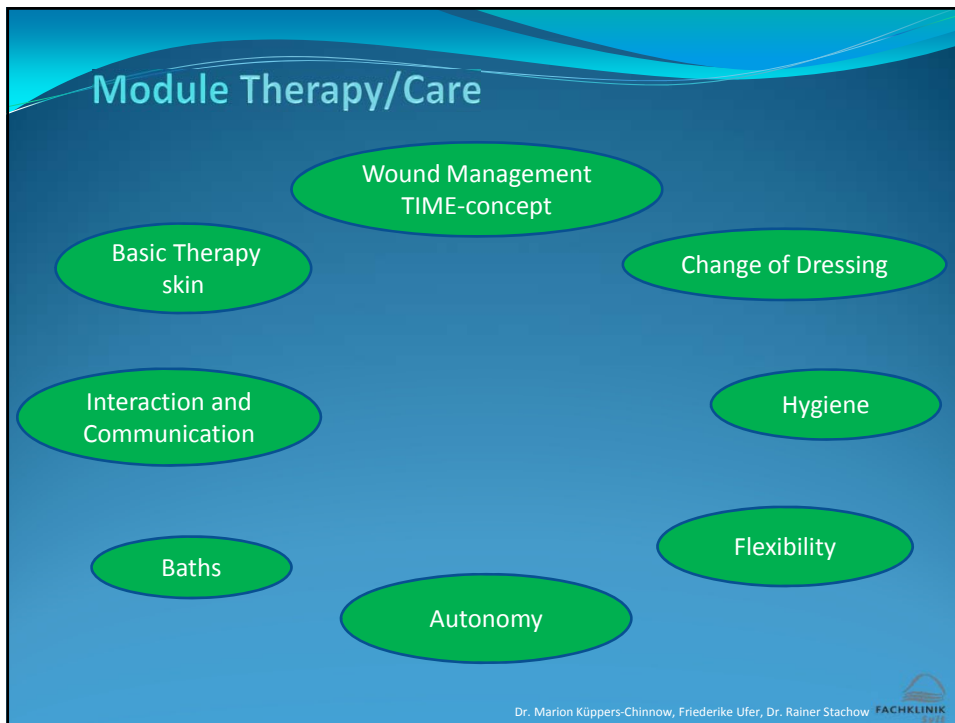 Module Therapy/Care
Wound Management
TIME-concept
Basic Therapy
skin
Change of Dressing
Interaction and
Communication
Hygiene
Baths
Flexibility
Autonomy
Dr. Marion Küppers-Chinnow, Friederike Ufer, Dr. Rainer Stachow
FACHKLINIK
Sylt